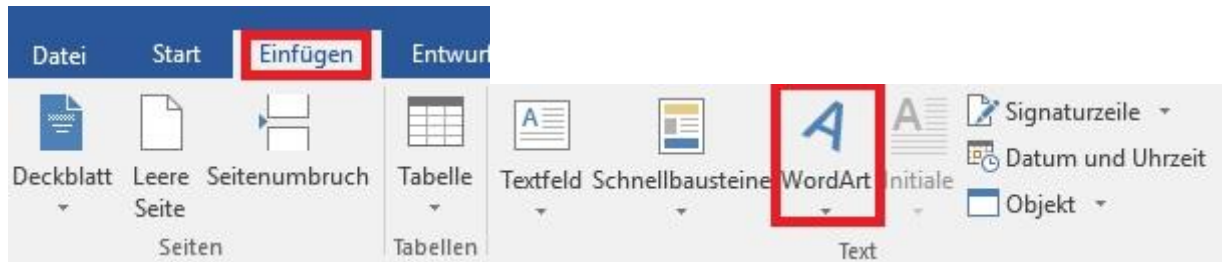 Datei Start Einfügen Entwurf
Deckblatt Leere Seite Seitenumbruch Tabelle
Seiten Tabellen
Textfeld Schnellbausteine WordArt Initiale
Signaturzeile
Datum und Uhrzeit
Objekt
Text